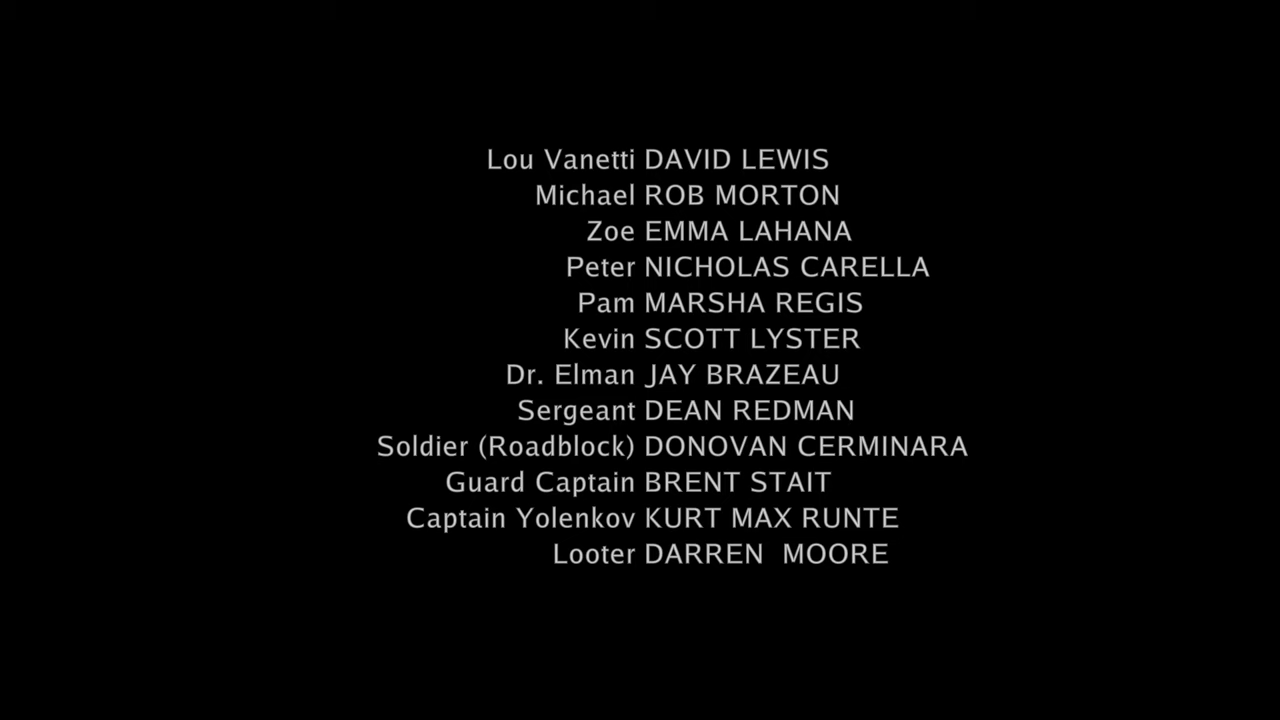 Lou Vanetti DAVID LEWIS
Michael ROB MORTON
Zoe EMMA LAHANA
Peter NICHOLAS CARELLA
Pam MARSHA REGIS
Kevin SCOTT LYSTER
Dr. Elman JAY BRAZEAU
Sergeant DEAN REDMAN
Soldier (Roadblock) DONOVAN CERMINARA
Guard Captain BRENT STAIT
Captain Yolenkov KURT MAX RUNTE
Looter DARREN  MOORE